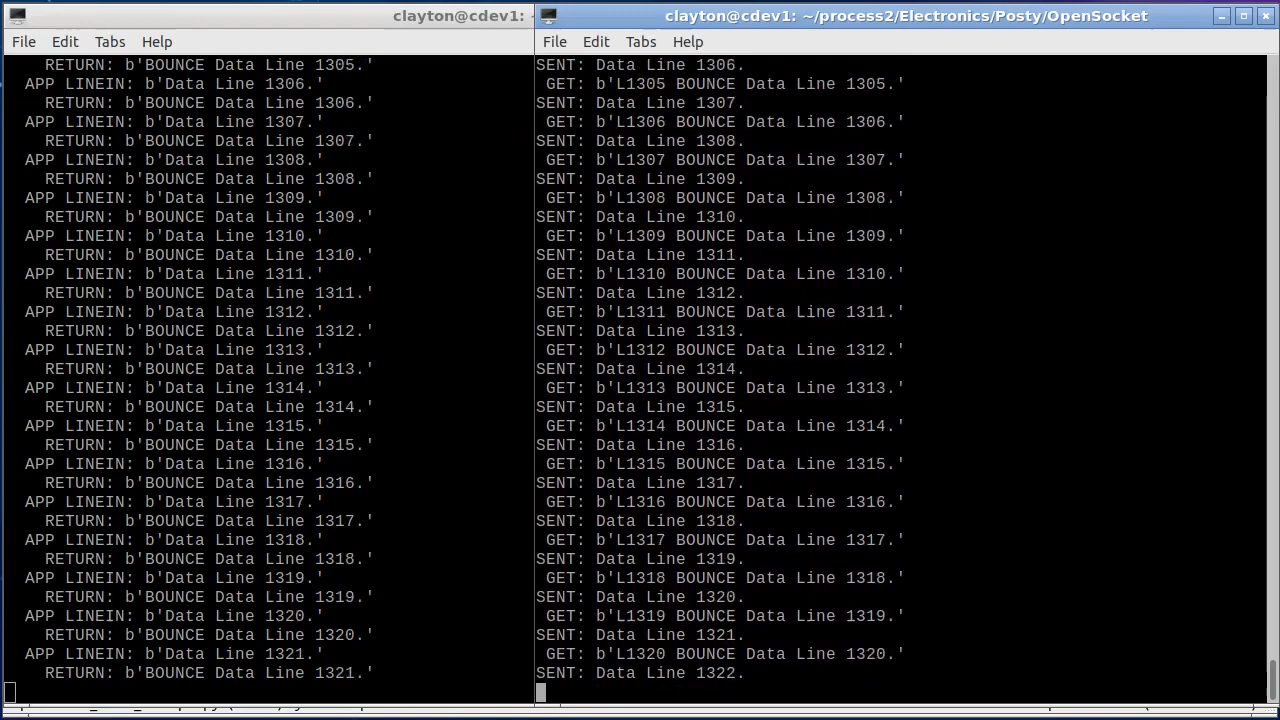 clayton@cdev1:
File Edit Tabs Help
RETURN: b'BOUNCE Data Line 1305.'
APP LINEIN: b'Data Line 1306.'
RETURN: b'BOUNCE Data Line 1306.'
APP LINEIN: b'Data Line 1307.'
RETURN: b'BOUNCE Data Line 1307.'
APP LINEIN: b'Data Line 1308.'
RETURN: b'BOUNCE Data Line 1308.'
APP LINEIN: b'Data Line 1309.'
RETURN: b'BOUNCE Data Line 1309.'
APP LINEIN: b'Data Line 1310.'
RETURN: b'BOUNCE Data Line 1310.'
APP LINEIN: b'Data Line 1311.'
RETURN: b'BOUNCE Data Line 1311.'
APP LINEIN: b'Data Line 1312.'
RETURN: b'BOUNCE Data Line 1312.'
APP LINEIN: b'Data Line 1313.'
RETURN: b'BOUNCE Data Line 1313.'
APP LINEIN: b'Data Line 1314.'
RETURN: b'BOUNCE Data Line 1314.'
APP LINEIN: b'Data Line 1315.'
RETURN: b'BOUNCE Data Line 1315.'
APP LINEIN: b'Data Line 1316.'
RETURN: b'BOUNCE Data Line 1316.'
APP LINEIN: b'Data Line 1317.'
RETURN: b'BOUNCE Data Line 1317.'
APP LINEIN: b'Data Line 1318.'
RETURN: b'BOUNCE Data Line 1318.'
APP LINEIN: b'Data Line 1319.'
RETURN: b'BOUNCE Data Line 1319.'
APP LINEIN: b'Data Line 1320.'
RETURN: b'BOUNCE Data Line 1320.'
APP LINEIN: b'Data Line 1321.'
RETURN: b'BOUNCE Data Line 1321.'
clayton@cdev1: ~/process2/Electronics/Posty/OpenSocket
File Edit Tabs Help
SENT: Data Line 1306.
GET: b'L1305 BOUNCE Data Line 1305.'
SENT: Data Line 1307.
GET: b'L1306 BOUNCE Data Line 1306.'
SENT: Data Line 1308.
GET: b'L1307 BOUNCE Data Line 1307.'
SENT: Data Line 1309.
GET: b'L1308 BOUNCE Data Line 1308.'
SENT: Data Line 1310.
GET: b'L1309 BOUNCE Data Line 1309.'
SENT: Data Line 1311.
GET: b'L1310 BOUNCE Data Line 1310.'
SENT: Data Line 1312.
GET: b'L1311 BOUNCE Data Line 1311.'
SENT: Data Line 1313.
GET: b'L1312 BOUNCE Data Line 1312.'
SENT: Data Line 1314.
GET: b'L1313 BOUNCE Data Line 1313.'
SENT: Data Line 1315.
GET: b'L1314 BOUNCE Data Line 1314.'
SENT: Data Line 1316.
GET: b'L1315 BOUNCE Data Line 1315.'
SENT: Data Line 1317.
GET: b'L1316 BOUNCE Data Line 1316.'
SENT: Data Line 1318.
GET: b'L1317 BOUNCE Data Line 1317.'
SENT: Data Line 1319.
GET: b'L1318 BOUNCE Data Line 1318.'
SENT: Data Line 1320.
GET: b'L1319 BOUNCE Data Line 1319.'
SENT: Data Line 1321.
GET: b'L1320 BOUNCE Data Line 1320.'
SENT: Data Line 1322.